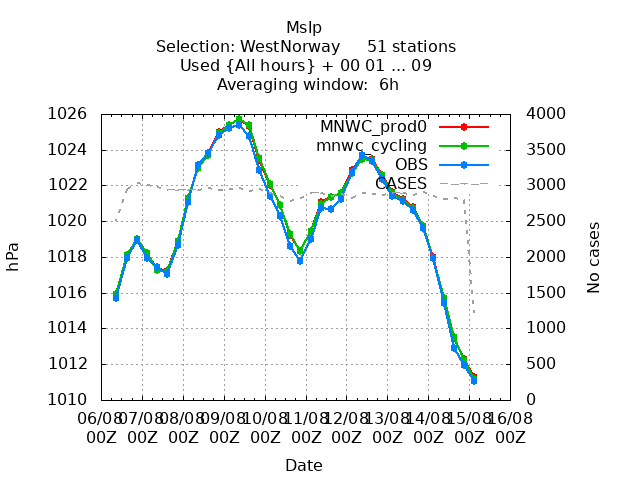 Mslp
Selection: WestNorway     51 stations
Used {All hours} + 00 01 ... 09
Averaging window:  6h
1026 4000
MNWC_prod0
1024 3500
mnwc_cycling
OBS
1022 3000
CASES
1020 2500
hPa
No cases
1018 2000
1016 1500
1014 1000
1012 500
1010 0
06/08 07/08 08/08 09/08 10/08 11/08 12/08 13/08 14/08 15/08 16/08
00Z 00Z 00Z 00Z 00Z 00Z 00Z 00Z 00Z 00Z 00Z
Date